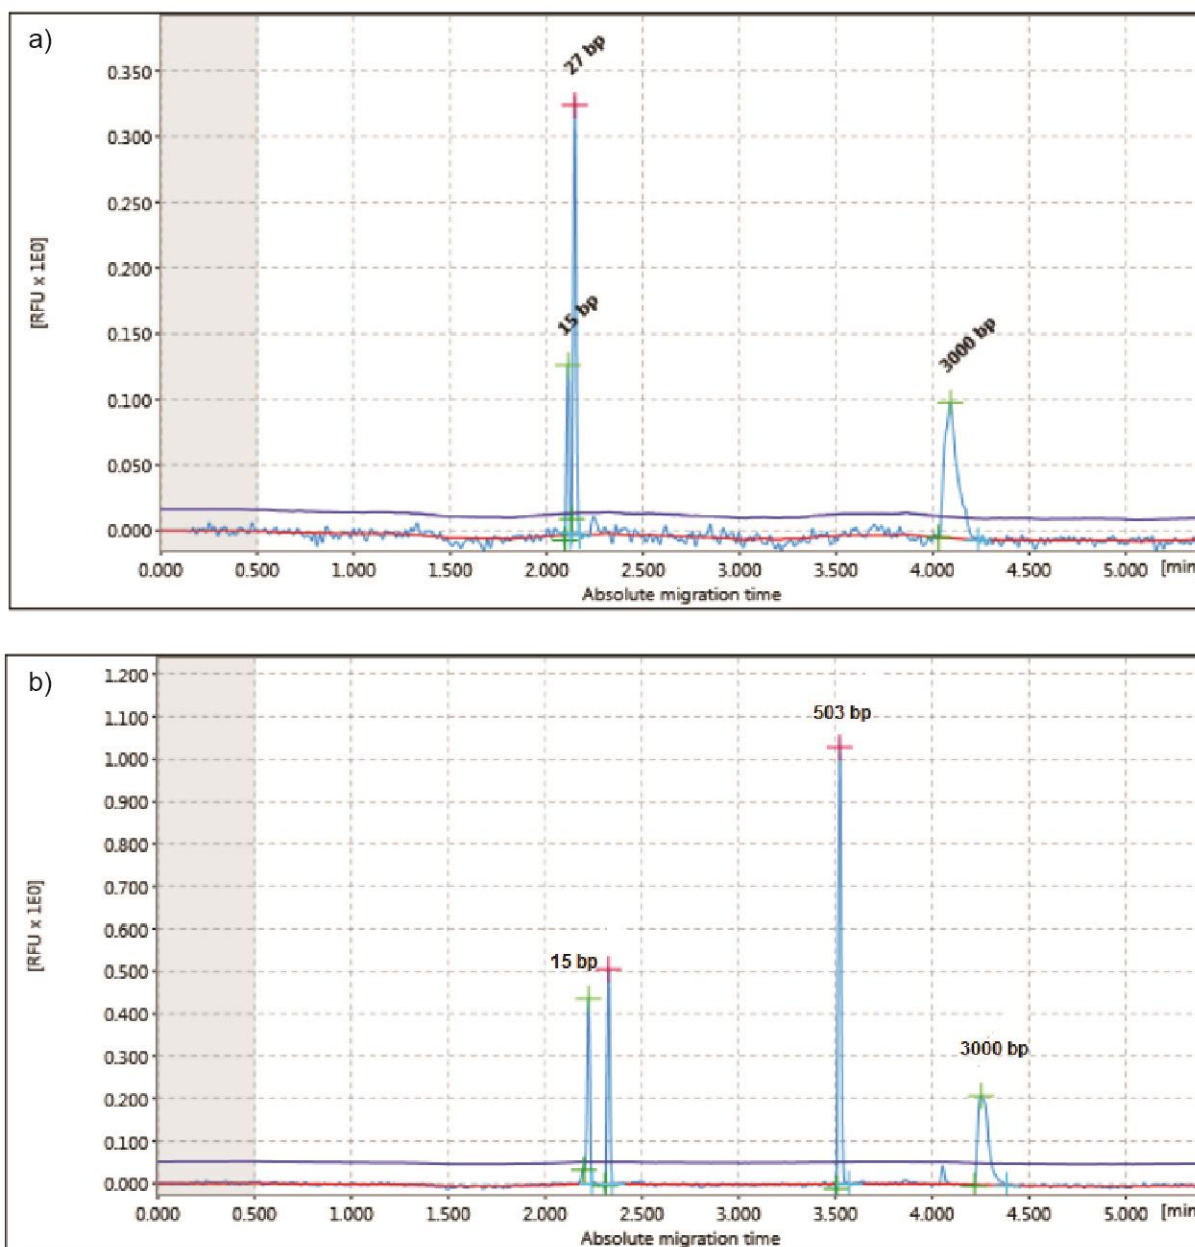 a)
27 bp
0.350
0.300
0.250
0.200
15 bp
0.150
3000 bp
0.100
0.050
0.000
[RFU x 1E0]
0.000 0.500 1.000 1.500 2.000 2.500 3.000 3.500 4.000 4.500 5.000 [min
Absolute migration time
b)
1.200
1.100
503 bp
1.000
0.900
0.800
0.700
0.600
15 bp
0.500
0.400
0.300
3000 bp
0.200
0.100
0.000
[RFU x 1E0]
0.000 0.500 1.000 1.500 2.000 2.500 3.000 3.500 4.000 4.500 5.000 [min
Absolute migration time